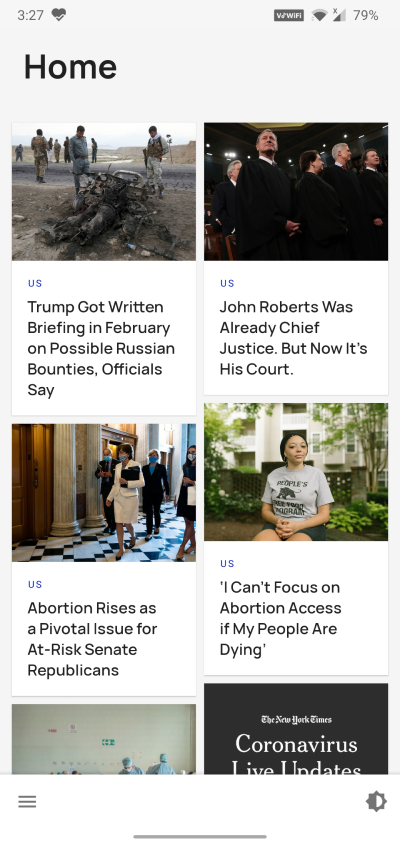 3:27
VoWiFi
x
79%
Home
US
Trump Got Written
Briefing in February
on Possible Russian
Bounties, Officials
Say
US
John Roberts Was
Already Chief
Justice. But Now It's
His Court.
US
Abortion Rises as
a Pivotal Issue for
At-Risk Senate
Republicans
PEOPLE'S
FREE FOOD
PROGRAM
US
'I Can't Focus on
Abortion Access
if My People Are
Dying'
The New York Times
Coronavirus
Live Updates